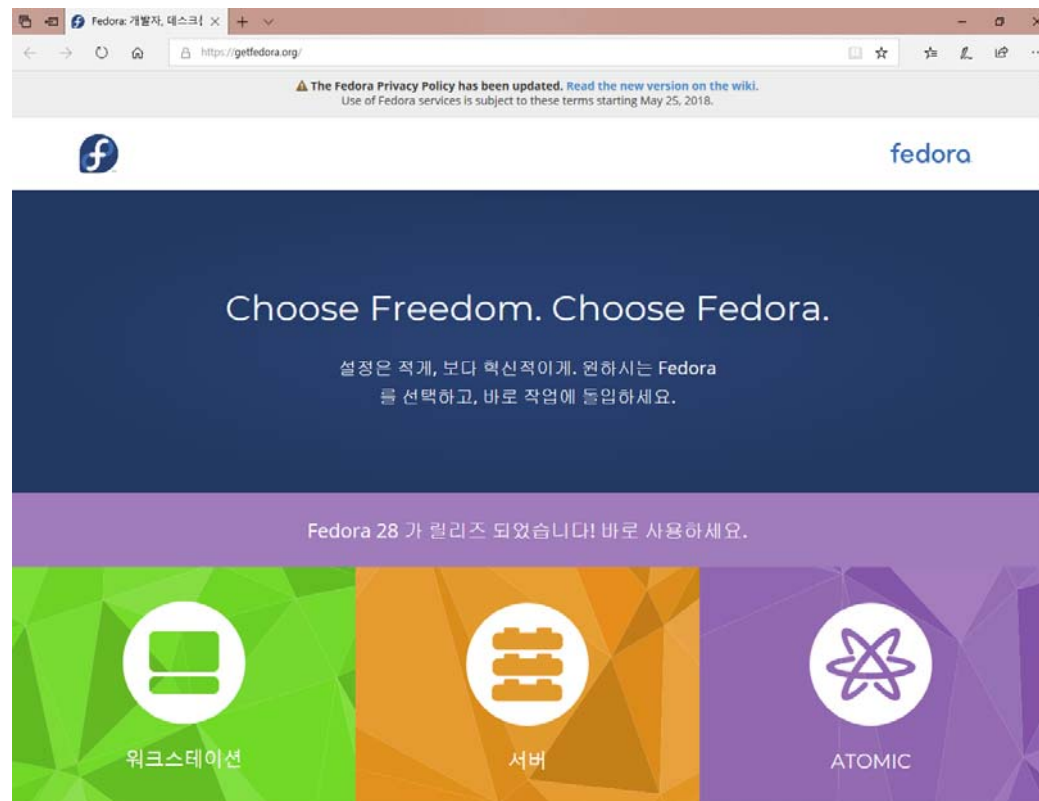 Fedora: 개발자, 데스크
https://getfedora.org/
The Fedora Privacy Policy has been updated. Read the new version on the wiki.
Use of Fedora services is subject to these terms starting May 25, 2018.
fedora
Choose Freedom. Choose Fedora.
설정은 적게, 보다 혁신적이게. 원하시는 Fedora
를 선택하고, 바로 작업에 돌입하세요.
Fedora 28 가 릴리즈 되었습니다! 바로 사용하세요.
워크스테이션
서버
ATOMIC